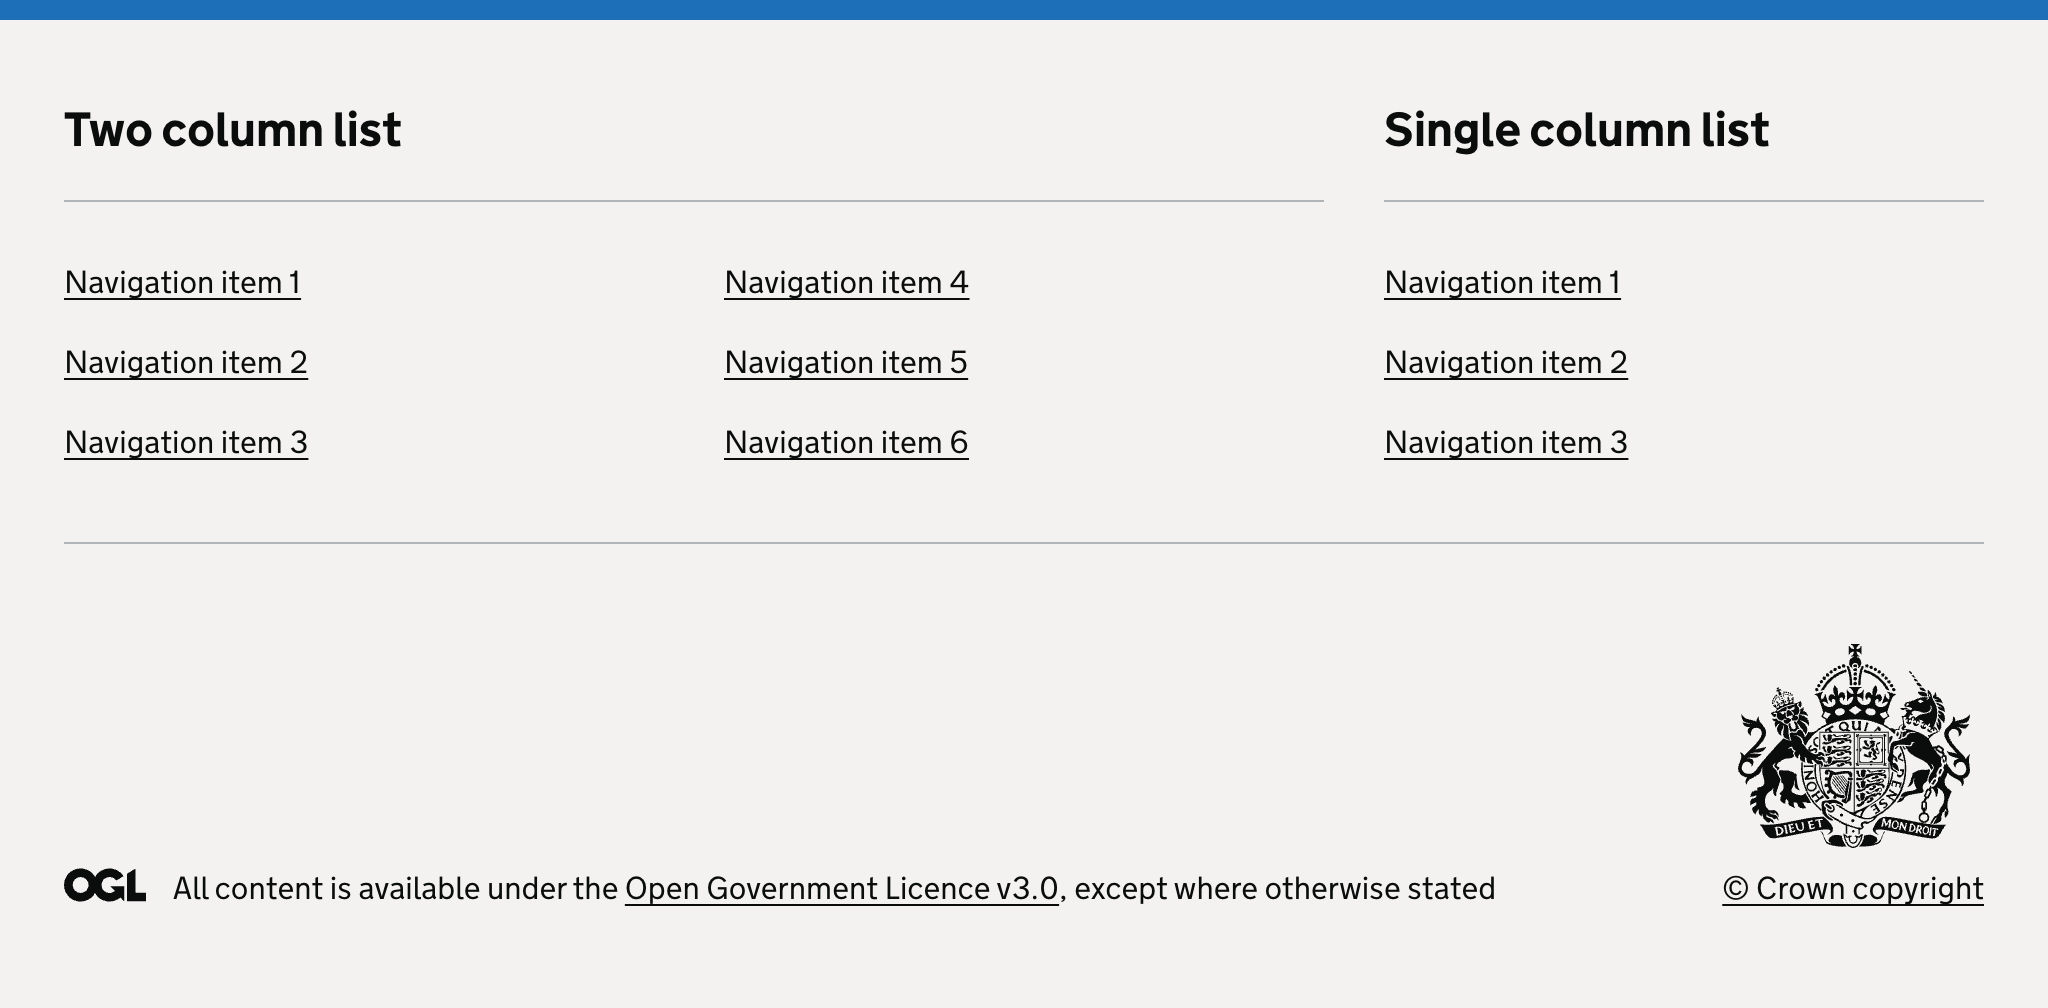 Two column list
Navigation item 1
Navigation item 2
Navigation item 3
Navigation item 4
Navigation item 5
Navigation item 6
Single column list
Navigation item 1
Navigation item 2
Navigation item 3
QUI
HONI
PENSE
DIEU ET MON DROIT
OGL All content is available under the Open Government Licence v3.0, except where otherwise stated
© Crown copyright